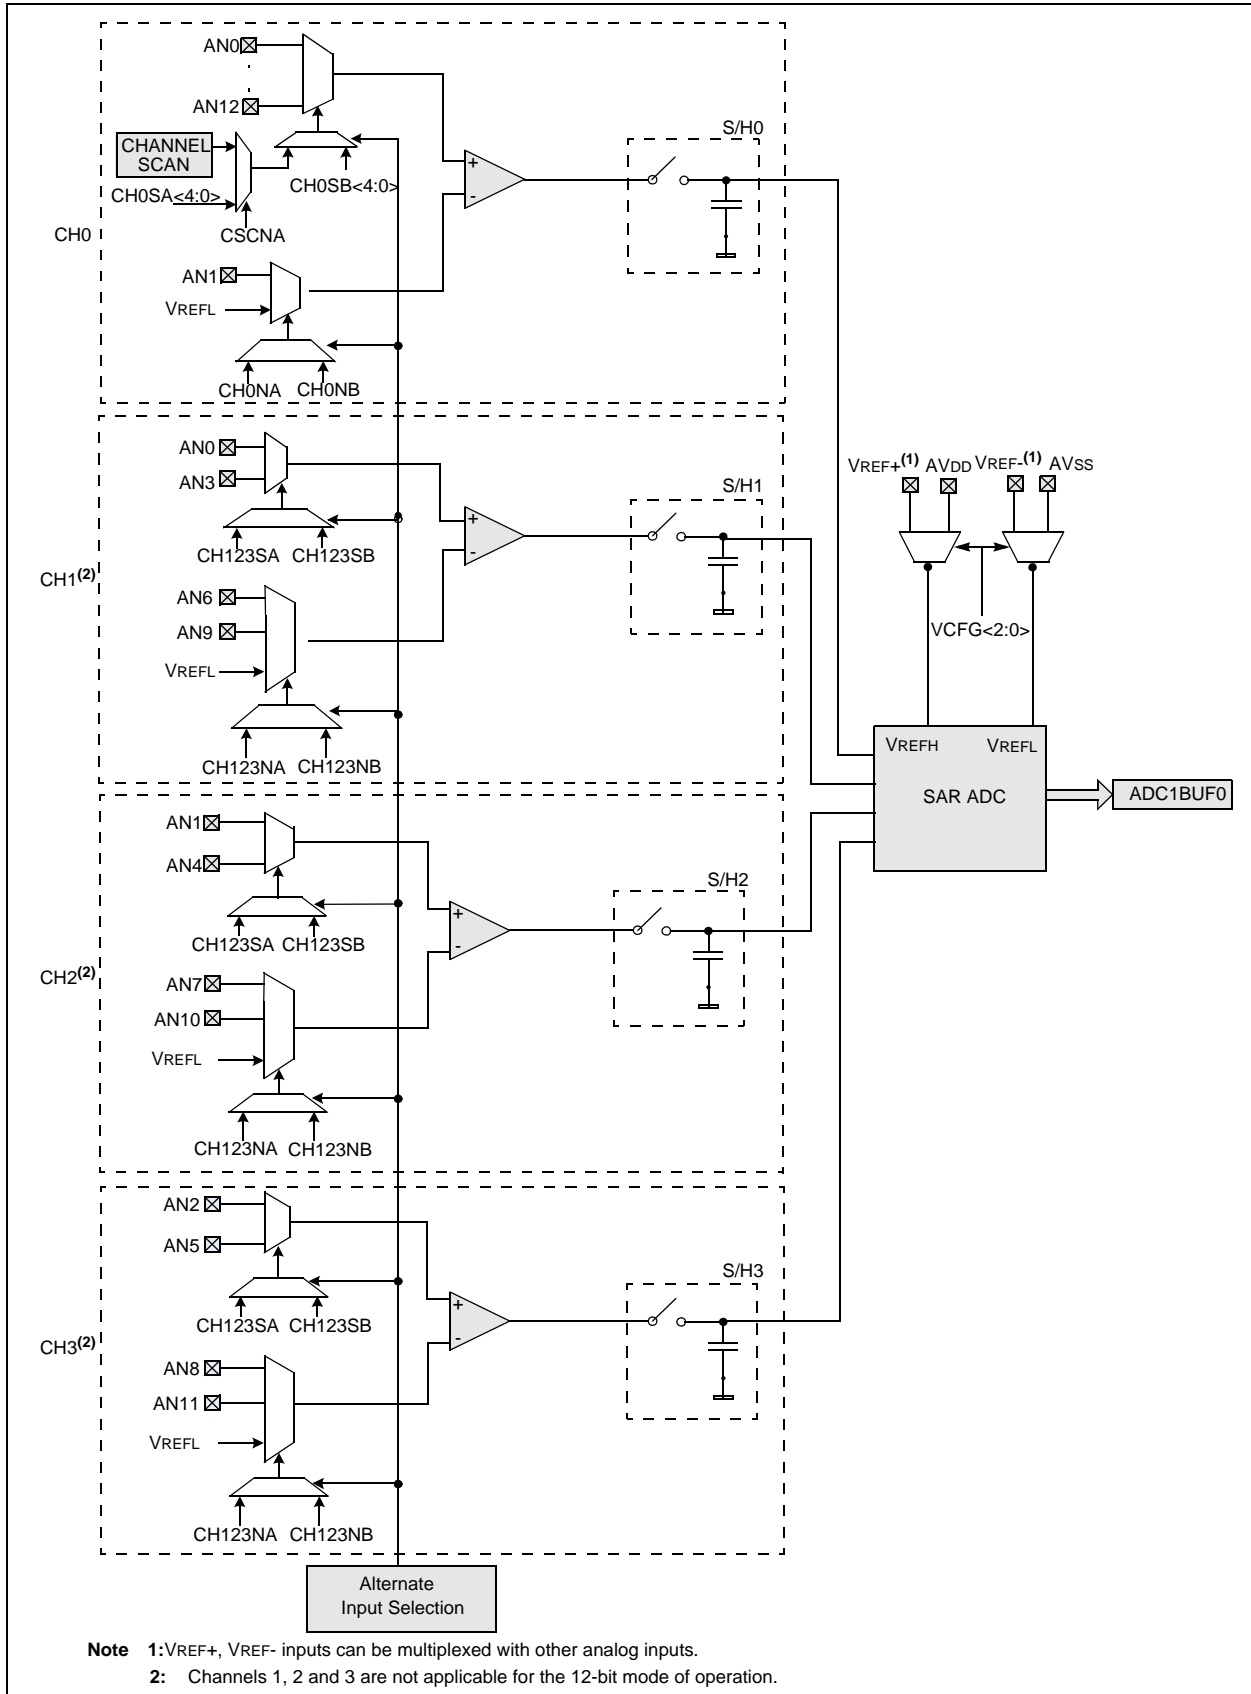 AN0
.
.
AN12
CHANNEL
SCAN
CH0SA<4:0>
CH0SB<4:0>
CSCNA
CH0
AN1
VREFL
CH0NA
CH0NB
+
-
S/H0
AN0
AN3
CH123SA
CH123SB
CH1(2)
AN6
AN9
VREFL
CH123NA
CH123NB
+
-
S/H1
VREF+(1)
AVDD
VREF-(1)
AVSS
VCFG<2:0>
VREFH
VREFL
SAR ADC
ADC1BUF0
AN1
AN4
CH123SA
CH123SB
CH2(2)
AN7
AN10
VREFL
CH123NA
CH123NB
+
-
S/H2
AN2
AN5
CH123SA
CH123SB
CH3(2)
AN8
AN11
VREFL
CH123NA
CH123NB
+
-
S/H3
Alternate
Input Selection
Note 1:VREF+, VREF- inputs can be multiplexed with other analog inputs.
2: Channels 1, 2 and 3 are not applicable for the 12-bit mode of operation.